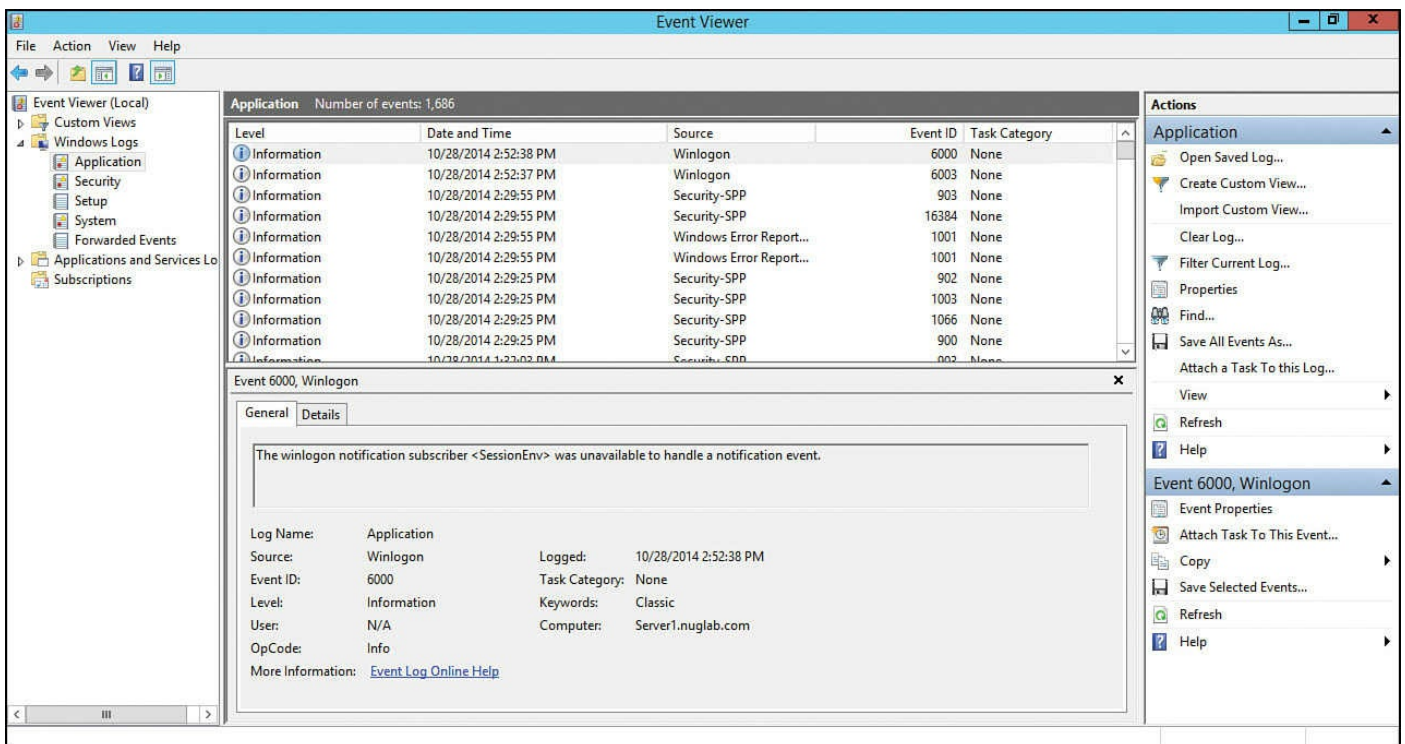 Event Viewer
File Action View Help
Event Viewer (Local)
Custom Views
Windows Logs
Application
Security
Setup
System
Forwarded Events
Applications and Services Lo
Subscriptions
Application Number of events: 1,686
Level Date and Time Source Event ID Task Category
Information 10/28/2014 2:52:38 PM Winlogon 6000 None
Information 10/28/2014 2:52:37 PM Winlogon 6003 None
Information 10/28/2014 2:29:55 PM Security-SPP 903 None
Information 10/28/2014 2:29:55 PM Security-SPP 16384 None
Information 10/28/2014 2:29:55 PM Windows Error Report... 1001 None
Information 10/28/2014 2:29:55 PM Windows Error Report... 1001 None
Information 10/28/2014 2:29:25 PM Security-SPP 902 None
Information 10/28/2014 2:29:25 PM Security-SPP 1003 None
Information 10/28/2014 2:29:25 PM Security-SPP 1066 None
Information 10/28/2014 2:29:25 PM Security-SPP 900 None
Information 10/28/2014 1:32:03 PM Security-SPP 903 None
Event 6000, Winlogon
General Details
The winlogon notification subscriber <SessionEnv> was unavailable to handle a notification event.
Log Name: Application
Source: Winlogon Logged: 10/28/2014 2:52:38 PM
Event ID: 6000 Task Category: None
Level: Information Keywords: Classic
User: N/A Computer: Server1.nuglab.com
OpCode: Info
More Information: Event Log Online Help
Actions
Application
Open Saved Log...
Create Custom View...
Import Custom View...
Clear Log...
Filter Current Log...
Properties
Find...
Save All Events As...
Attach a Task To this Log...
View
Refresh
Help
Event 6000, Winlogon
Event Properties
Attach Task To This Event...
Copy
Save Selected Events...
Refresh
Help